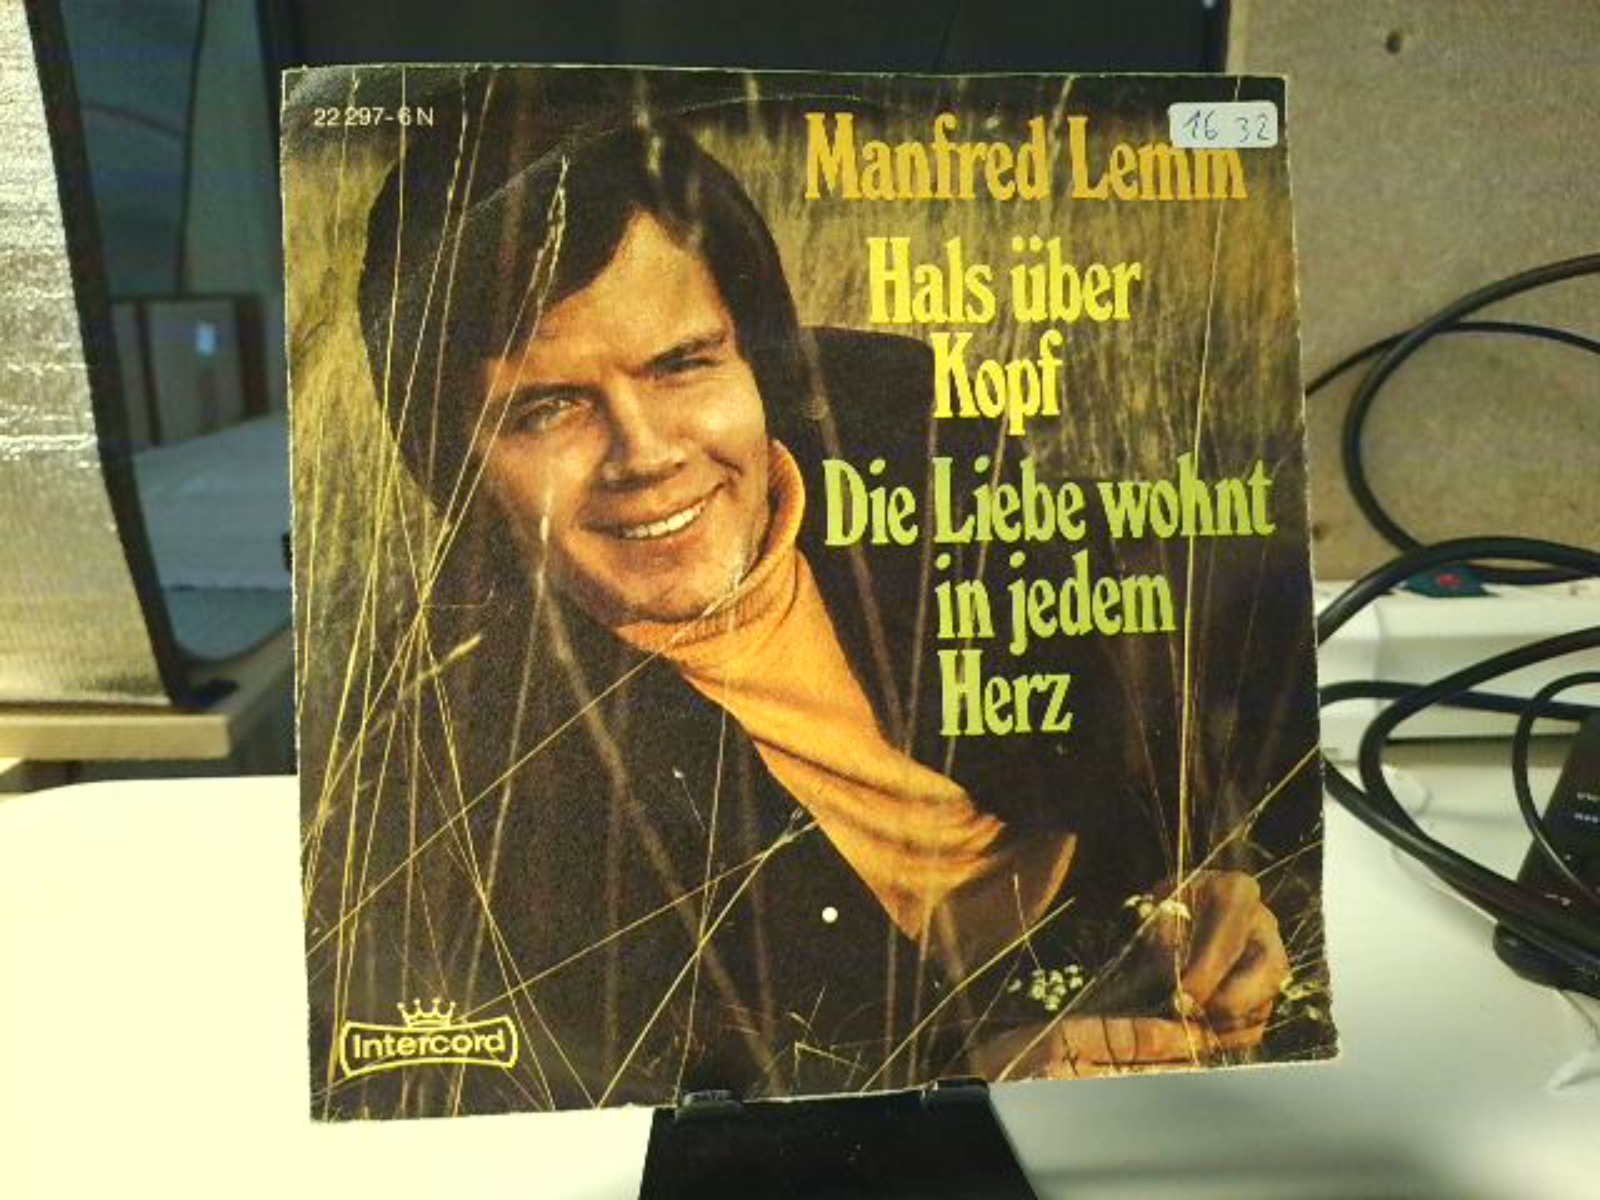 22 297-6 N
16 32
Manfred Lemm
Hals über
Kopf
Die Liebe wohnt
in jedem
Herz
Intercord